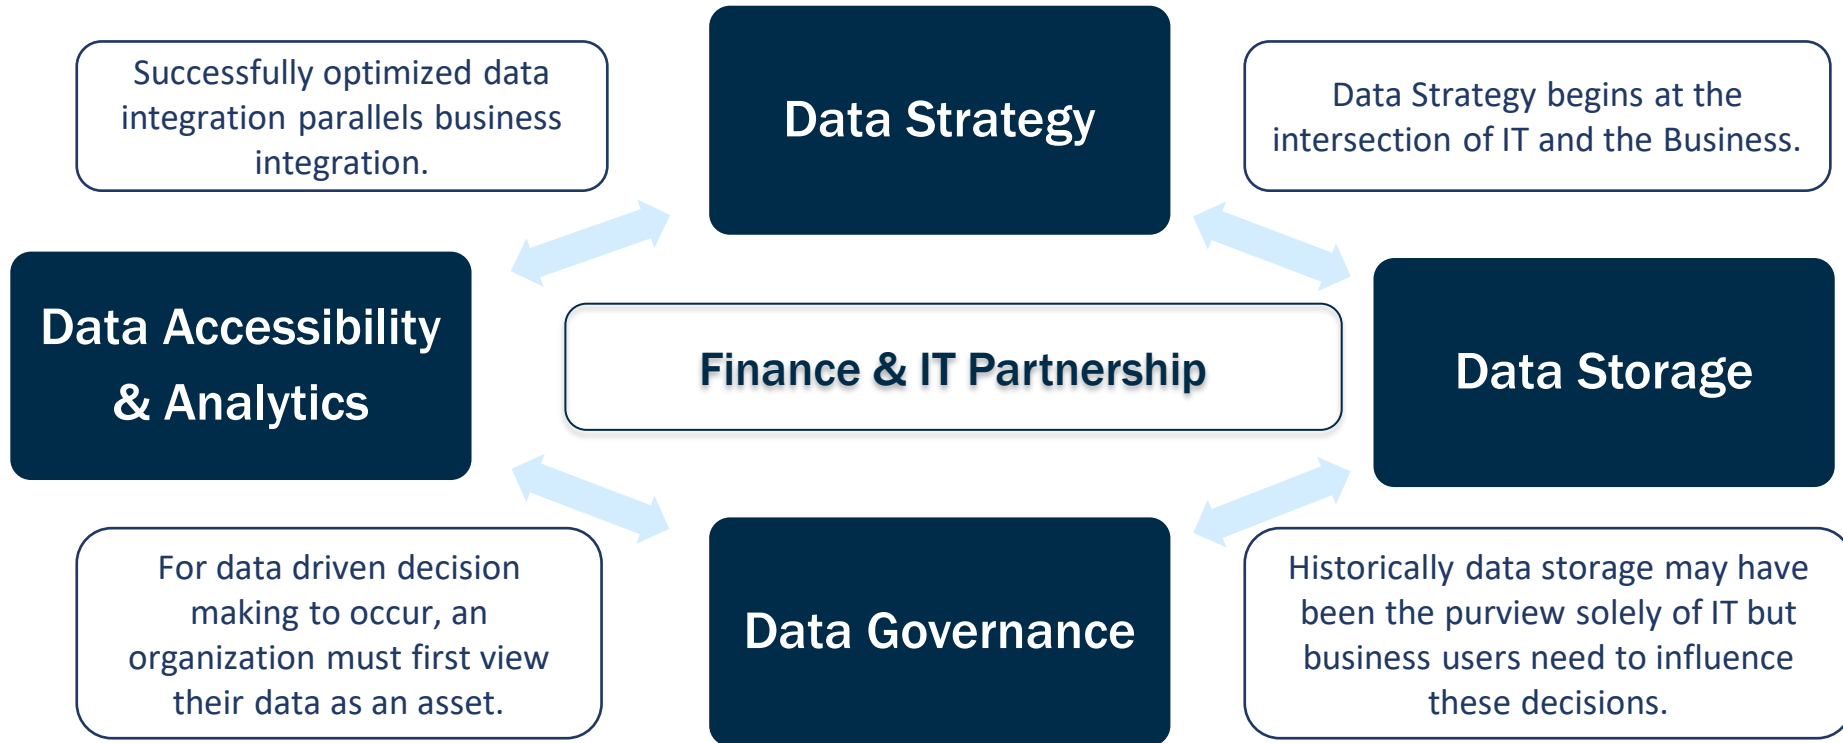 Successfully optimized data
integration parallels business
integration.
Data Strategy
Data Strategy begins at the
intersection of IT and the Business.
Data Accessibility
& Analytics
Finance & IT Partnership
Data Storage
For data driven decision
making to occur, an
organization must first view
their data as an asset.
Data Governance
Historically data storage may have
been the purview solely of IT but
business users need to influence
these decisions.